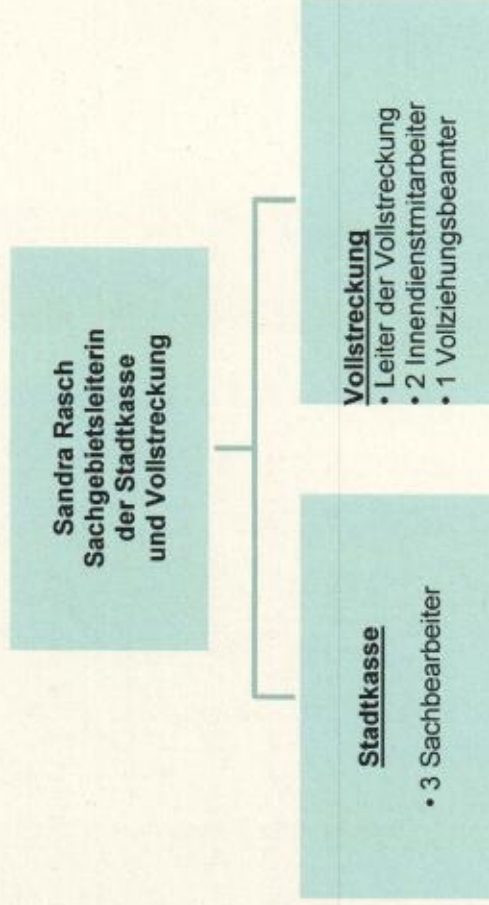 Sandra Rasch
Sachgebietsleiterin
der Stadtkasse
und Vollstreckung
Stadtkasse
• 3 Sachbearbeiter
Vollstreckung
• Leiter der Vollstreckung
• 2 Innendienstmitarbeiter
• 1 Vollziehungsbeamter